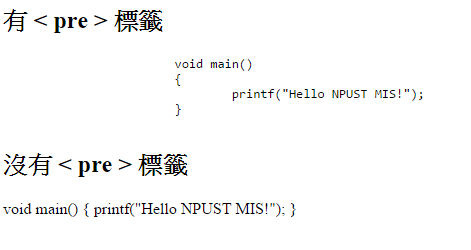 有 < pre > 標籤
void main()
{
printf("Hello NPUST MIS!");
}
沒有 < pre > 標籤
void main() { printf("Hello NPUST MIS!"); }